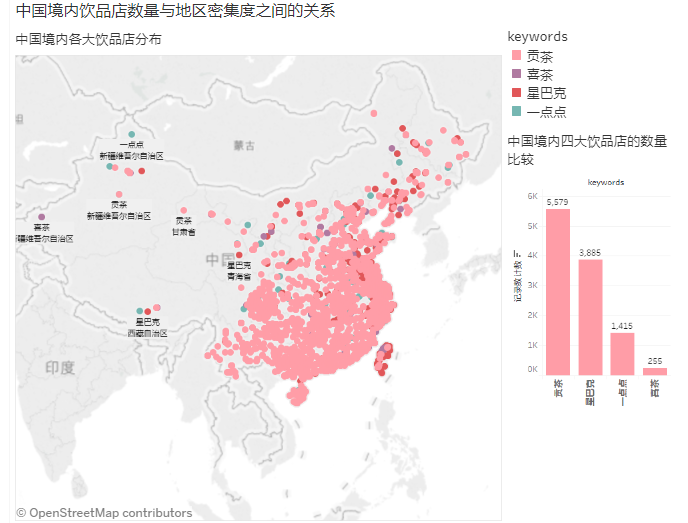 中国境内饮品店数量与地区密集度之间的关系
中国境内各大饮品店分布
keywords
贡茶
喜茶
星巴克
一点点
蒙古
一点点
新疆维吾尔自治区
贡茶
新疆维吾尔自治区
贡茶
甘肃省
喜茶
疆维吾尔自治区
中国
星巴克
青海省
星巴克
西藏自治区
印度
© OpenStreetMap contributors
中国境内四大饮品店的数量
比较
keywords
6K
5K
4K
3K
2K
1K
0K
5,579
3,885
1,415
255
贡茶
星巴克
一点点
喜茶